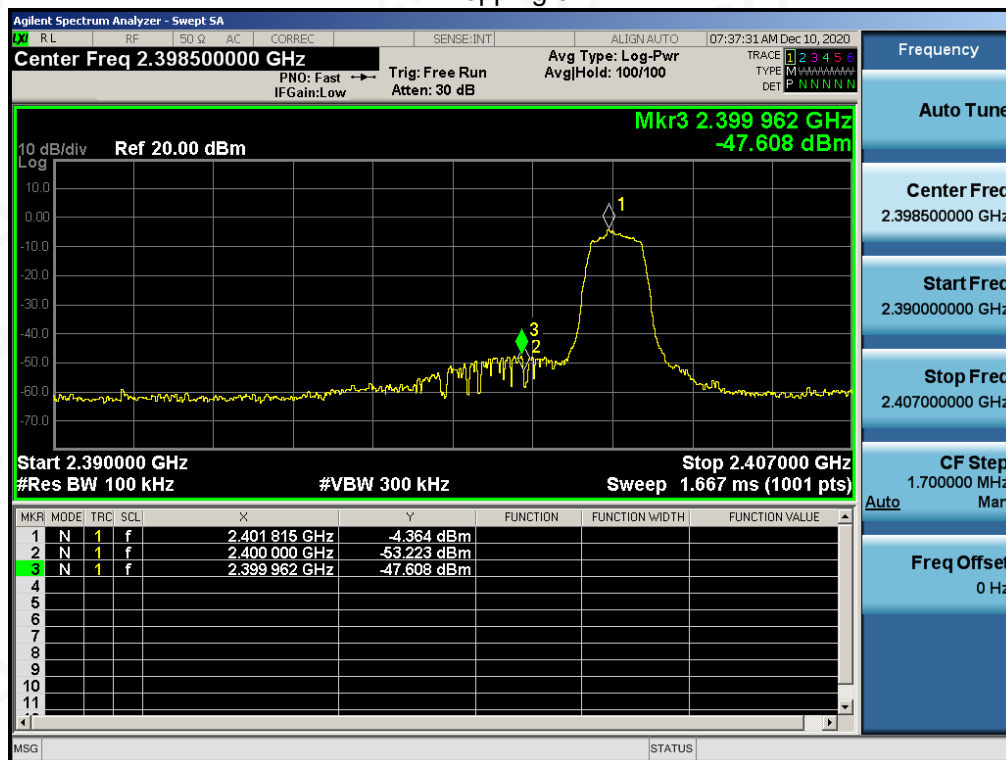 Agilent Spectrum Analyzer - Swept SA
LXI RL RF 50 Ω AC CORREC SENSE:INT ALIGN AUTO 07:37:31 AM Dec 10, 2020
Center Freq 2.398500000 GHz
PNO: Fast
IFGain:Low
Trig: Free Run
Atten: 30 dB
Avg Type: Log-Pwr
Avg|Hold: 100/100
TRACE 1 2 3 4 5 6
TYPE M
DET P N N N N N
Mkr3 2.399 962 GHz
-47.608 dBm
10 dB/div Ref 20.00 dBm
Log
10.0
0.00
-10.0
-20.0
-30.0
-40.0
-50.0
-60.0
-70.0
1
3
2
Start 2.390000 GHz Stop 2.407000 GHz
#Res BW 100 kHz #VBW 300 kHz Sweep 1.667 ms (1001 pts)
MKR MODE TRC SCL X Y FUNCTION FUNCTION WIDTH FUNCTION VALUE
1 N 1 f 2.401 815 GHz -4.364 dBm
2 N 1 f 2.400 000 GHz -53.223 dBm
3 N 1 f 2.399 962 GHz -47.608 dBm
4
5
6
7
8
9
10
11
MSG STATUS
Frequency
Auto Tune
Center Freq
2.398500000 GHz
Start Freq
2.390000000 GHz
Stop Freq
2.407000000 GHz
CF Step
1.700000 MHz
Auto Man
Freq Offset
0 Hz